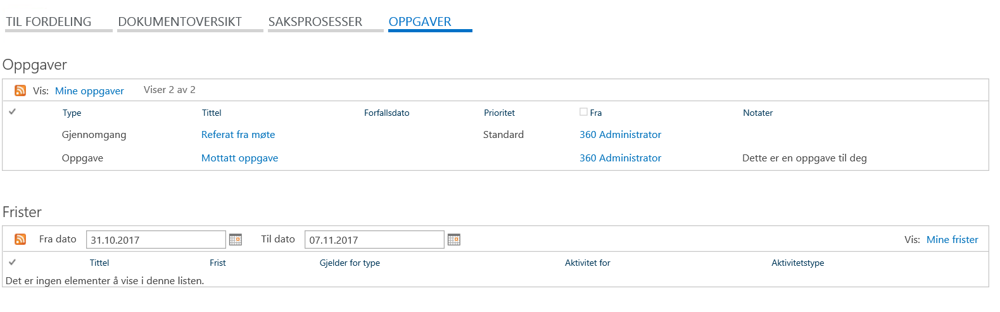 TIL FORDELING DOKUMENTOVERSIKT SAKSPROSESSER OPPGAVER
Oppgaver
Vis: Mine oppgaver Viser 2 av 2
Type Tittel Forfallsdato Prioritet Fra Notater
Gjennomgang Referat fra møte Standard 360 Administrator
Oppgave Mottatt oppgave 360 Administrator Dette er en oppgave til deg
Frister
Fra dato 31.10.2017 Til dato 07.11.2017 Vis: Mine frister
Tittel Frist Gjelder for type Aktivitet for Aktivitetstype
Det er ingen elementer å vise i denne listen.